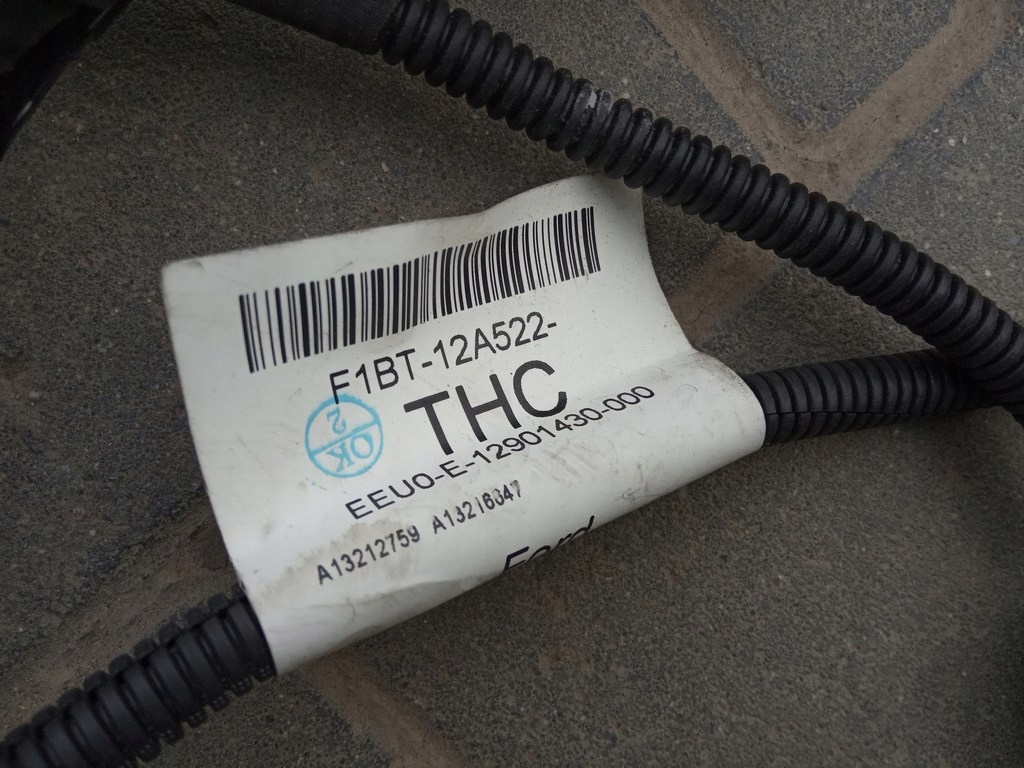 F1BT-12A522-
THC
OK
2
EEU0-E-12901430-000
A13212759 A13216647
Ford